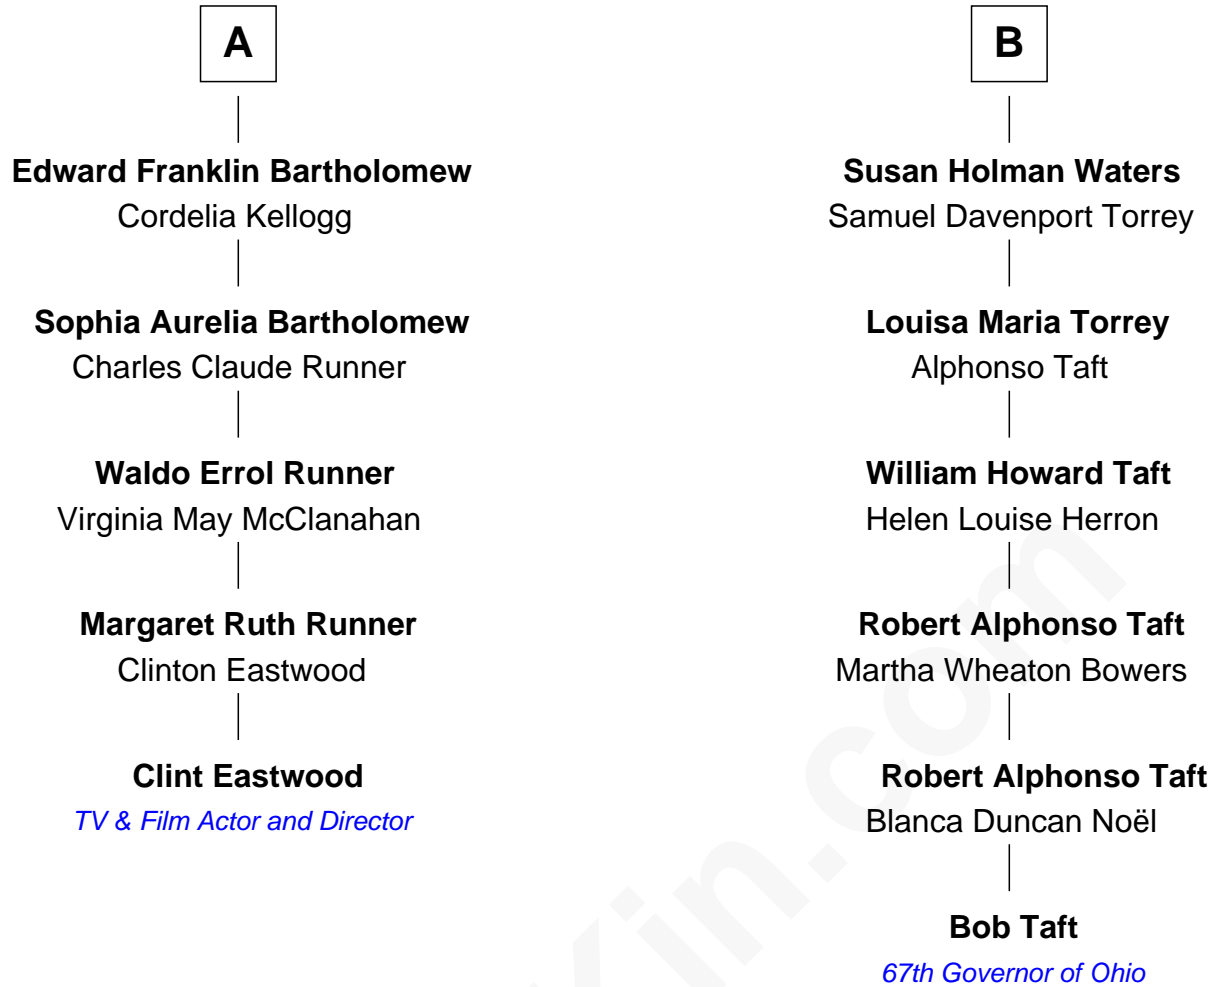 A
Edward Franklin Bartholomew
Cordelia Kellogg
Sophia Aurelia Bartholomew
Charles Claude Runner
Waldo Errol Runner
Virginia May McClanahan
Margaret Ruth Runner
Clinton Eastwood
Clint Eastwood
TV & Film Actor and Director
B
Susan Holman Waters
Samuel Davenport Torrey
Louisa Maria Torrey
Alphonso Taft
William Howard Taft
Helen Louise Herron
Robert Alphonso Taft
Martha Wheaton Bowers
Robert Alphonso Taft
Blanca Duncan Noël
Bob Taft
67th Governor of Ohio
Kin.com